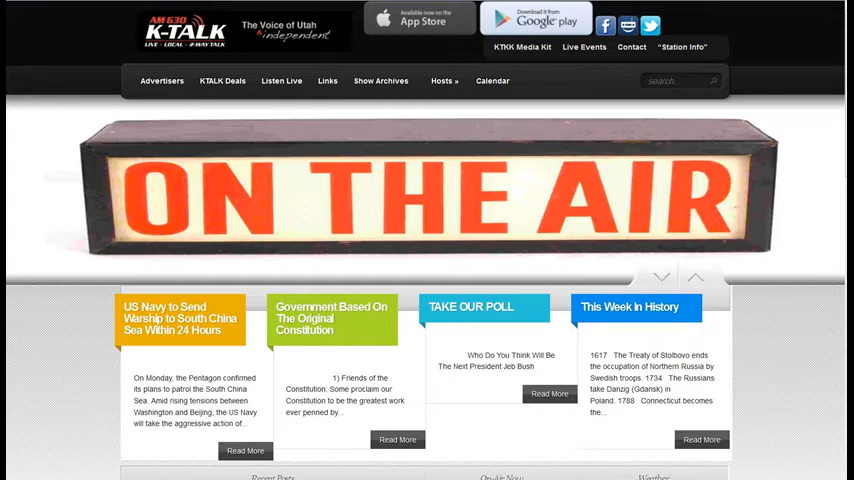 AM 630
K-TALK
LIVE • LOCAL • 2-WAY TALK
The Voice of Utah
independent
Available now on the
App Store
Download it from
Google play
KTKK Media Kit Live Events Contact "Station Info"
Advertisers KTALK Deals Listen Live Links Show Archives Hosts » Calendar
search...
ON THE AIR
US Navy to Send
Warship to South China
Sea Within 24 Hours
On Monday, the Pentagon confirmed
its plans to patrol the South China
Sea. Amid rising tensions between
Washington and Beijing, the US Navy
will take the aggressive action of...
Read More
Government Based On
The Original
Constitution
1) Friends of the
Constitution: Some proclaim our
Constitution to be the greatest work
ever penned by...
Read More
TAKE OUR POLL
Who Do You Think Will Be
The Next President Jeb Bush
Read More
This Week In History
1617 The Treaty of Stolbovo ends
the occupation of Northern Russia by
Swedish troops. 1734 The Russians
take Danzig (Gdansk) in
Poland. 1788 Connecticut becomes
the...
Read More
Recent Posts On-Air Now Weather